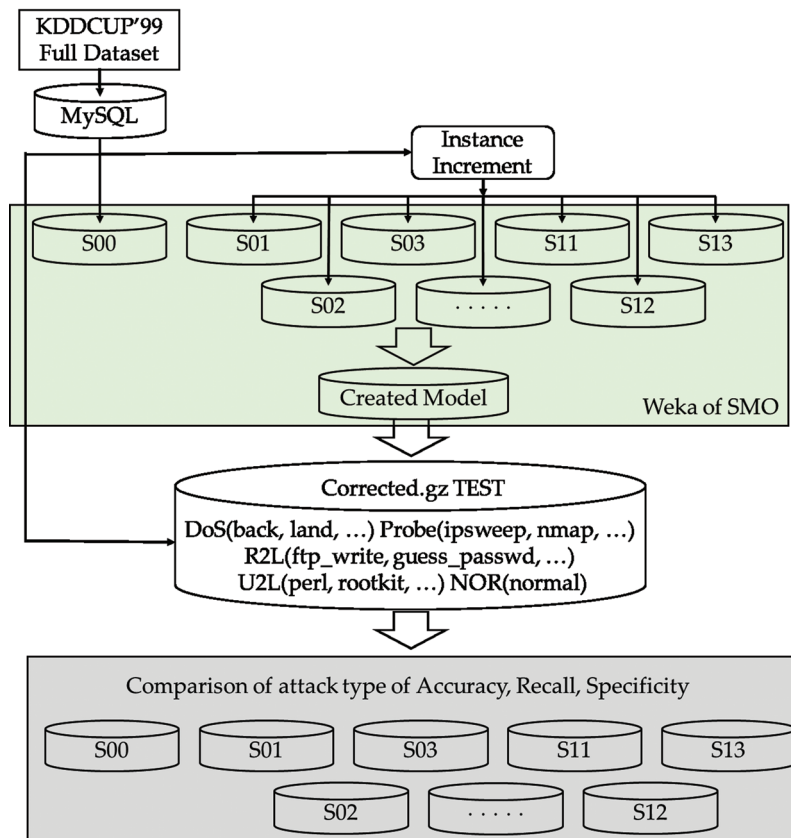 KDDCUP'99
Full Dataset
MySQL
Instance
Increment
S00
S01
S03
S11
S13
S02
. . . . .
S12
Created Model
Weka of SMO
Corrected.gz TEST
DoS(back, land, …) Probe(ipsweep, nmap, …)
R2L(ftp_write, guess_passwd, …)
U2L(perl, rootkit, …) NOR(normal)
Comparison of attack type of Accuracy, Recall, Specificity
S00
S01
S03
S11
S13
S02
. . . . .
S12